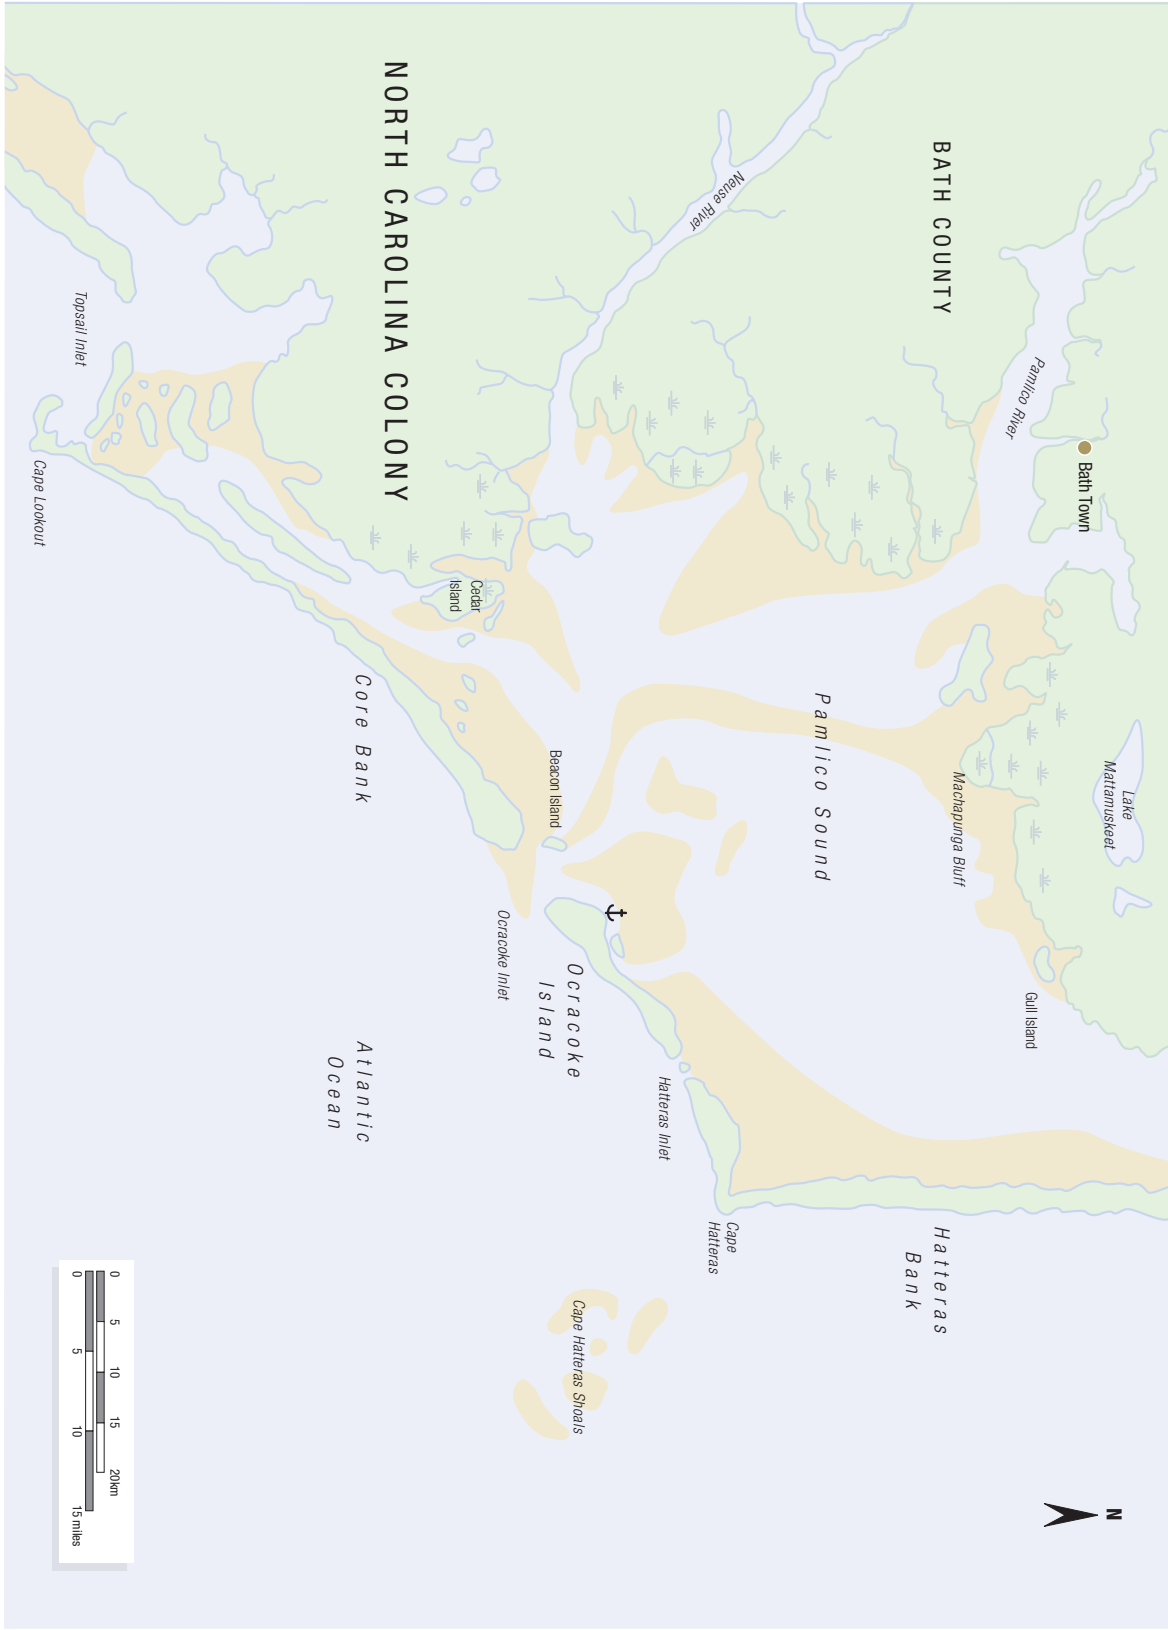 BATH COUNTY
Pamlico River
Bath Town
Neuse River
NORTH CAROLINA COLONY
Topsail Inlet
Cape Lookout
Cedar
Island
Core Bank
Beacon Island
Pamlico Sound
Lake
Mattamuskeet
Machapunga Bluff
Gull Island
Ocracoke Inlet
Ocracoke
Island
Hatteras Inlet
Atlantic
Ocean
Cape
Hatteras
Hatteras
Bank
Cape Hatteras Shoals
N
0 5 10 15 20km
0 5 10 15 miles